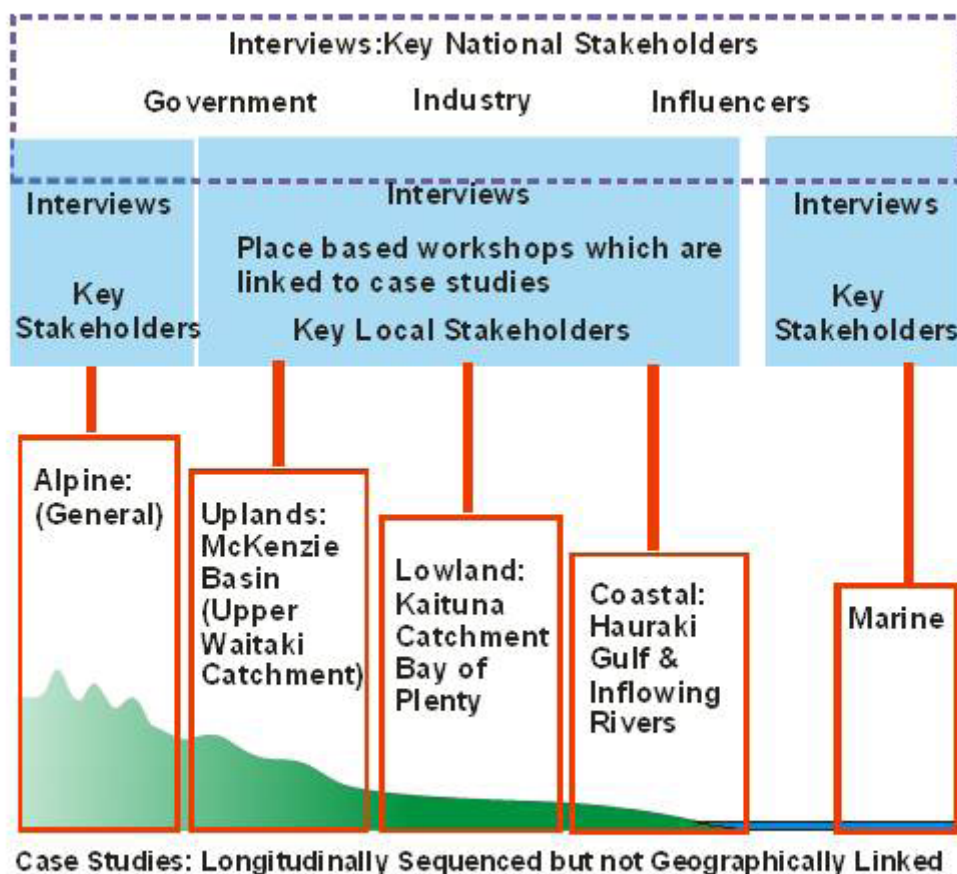 Interviews:Key National Stakeholders
Government Industry Influencers
Interviews
Key
Stakeholders
Interviews
Place based workshops which are
linked to case studies
Key Local Stakeholders
Interviews
Key
Stakeholders
Alpine:
(General)
Uplands:
McKenzie
Basin
(Upper
Waitaki
Catchment)
Lowland:
Kaituna
Catchment
Bay of
Plenty
Coastal:
Hauraki
Gulf &
Inflowing
Rivers
Marine
Case Studies: Longitudinally Sequenced but not Geographically Linked